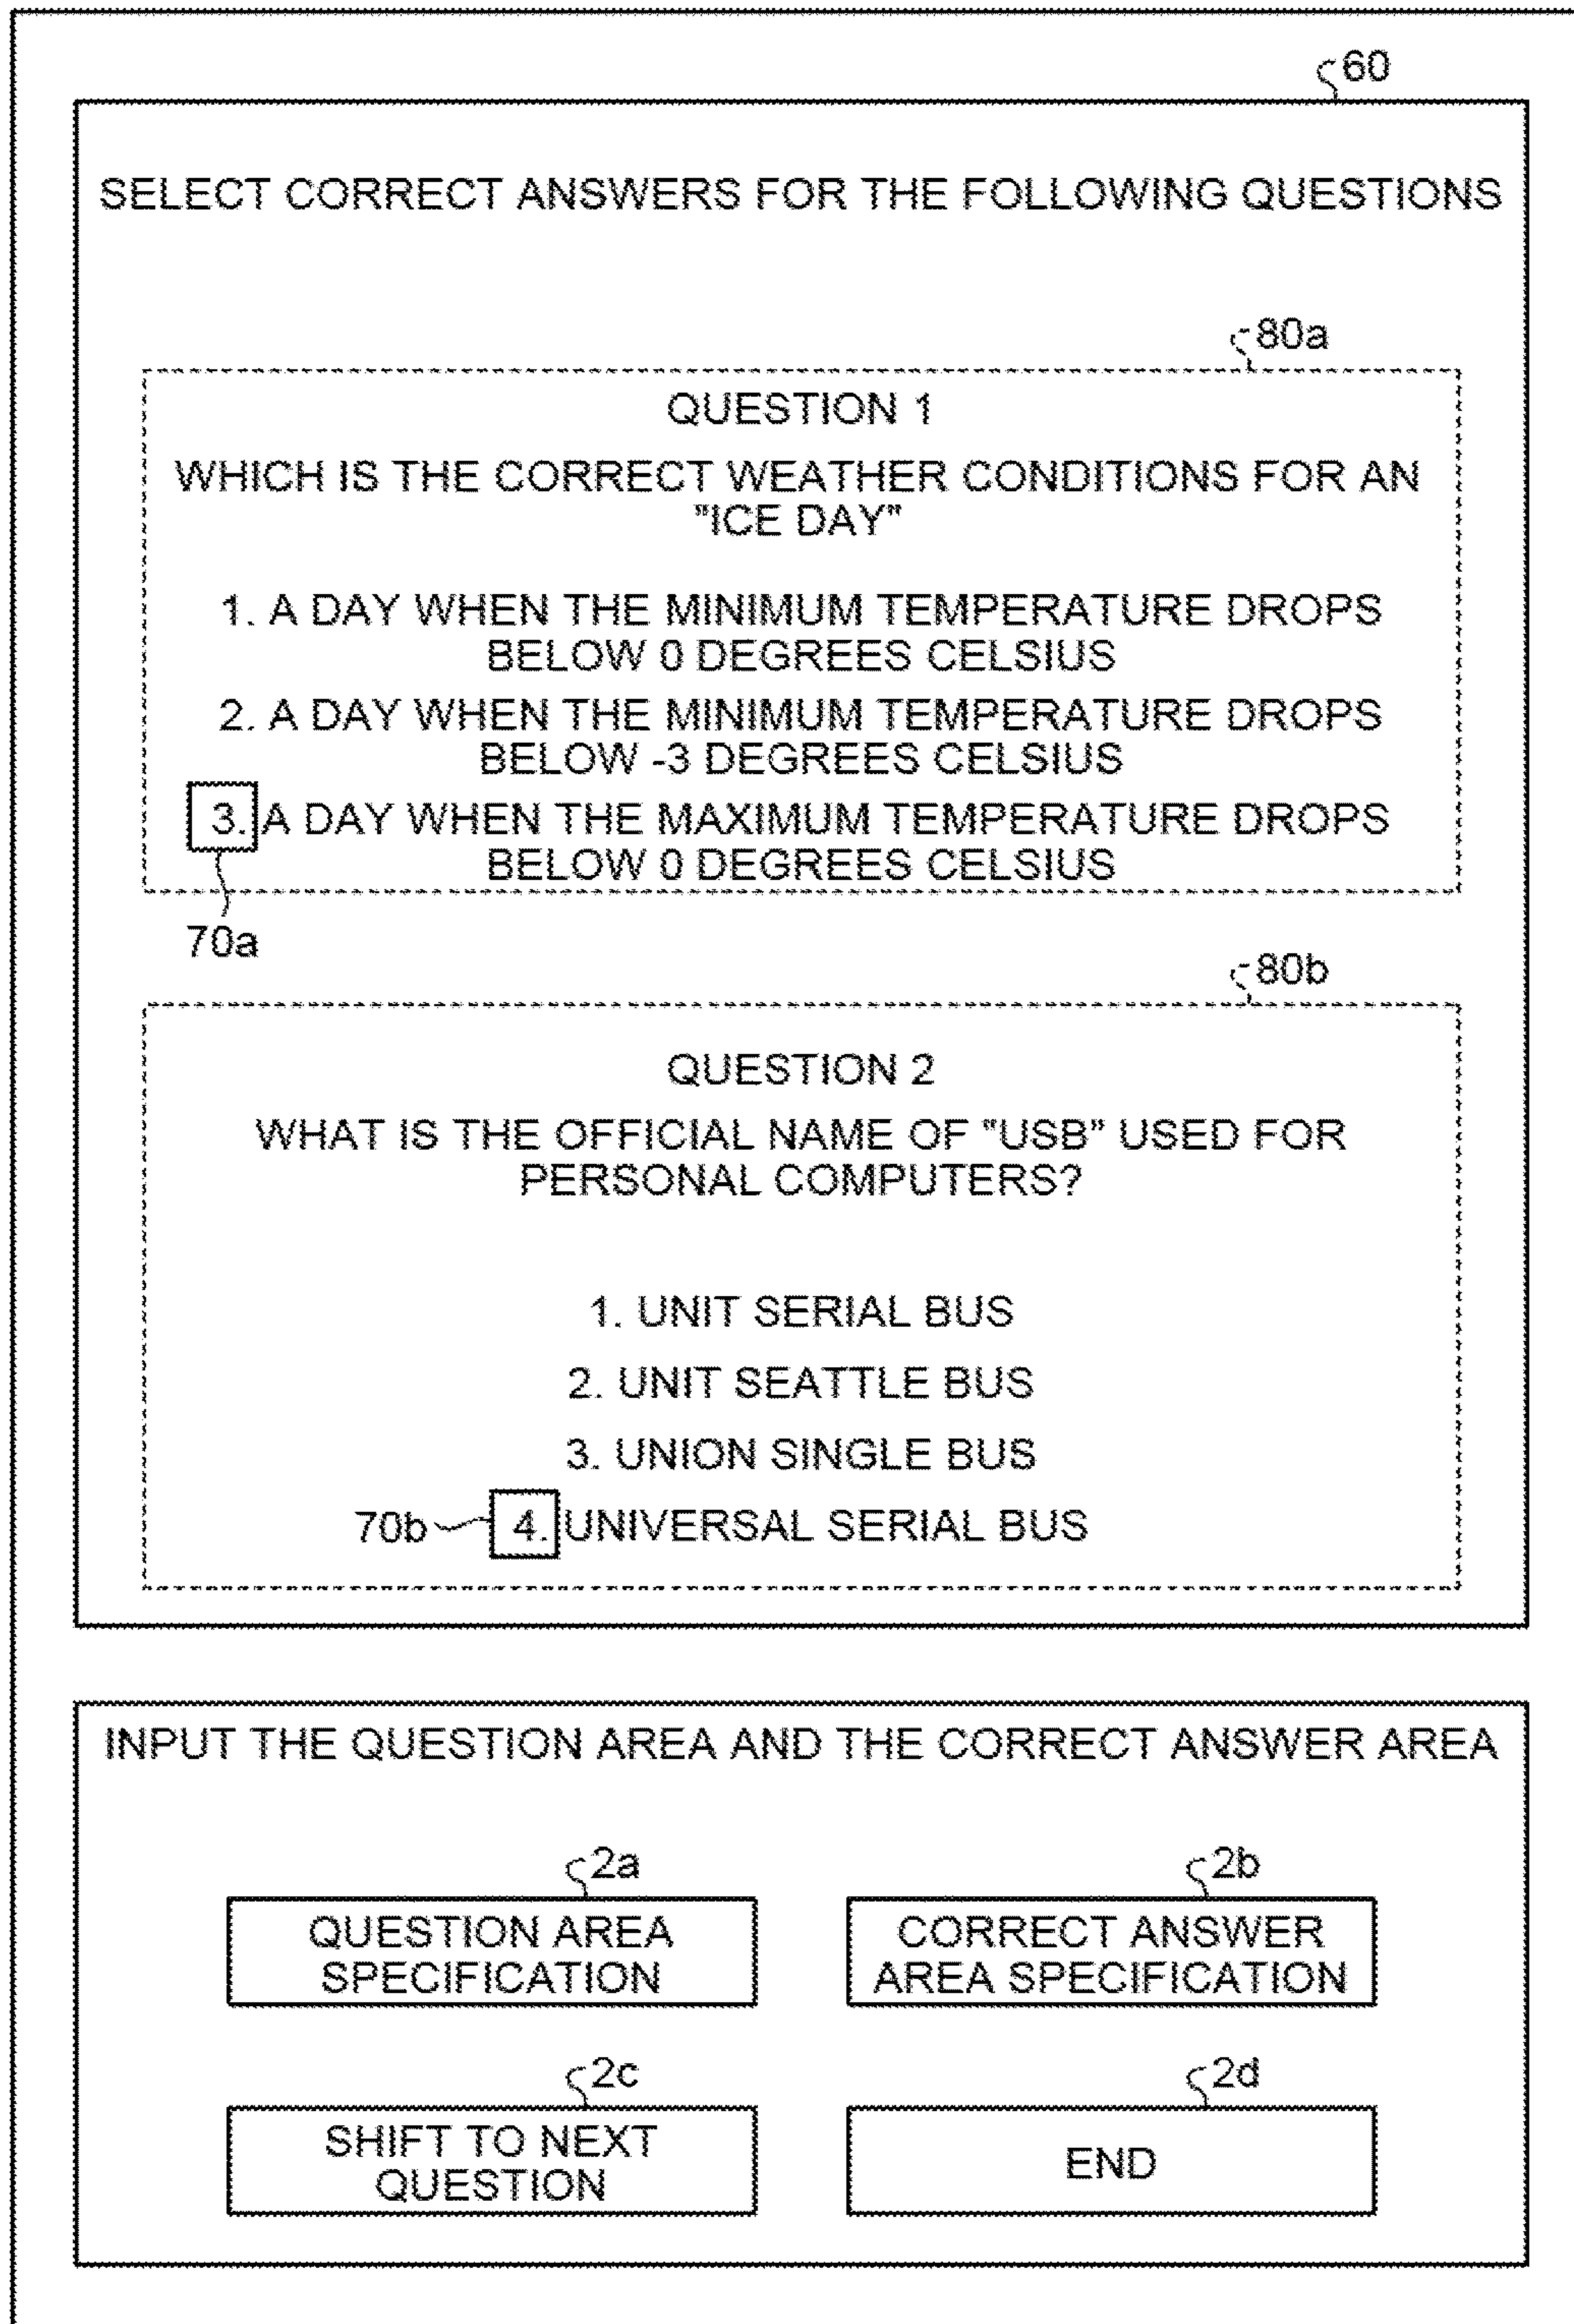 60
SELECT CORRECT ANSWERS FOR THE FOLLOWING QUESTIONS
80a
QUESTION 1
WHICH IS THE CORRECT WEATHER CONDITIONS FOR AN
"ICE DAY"
1. A DAY WHEN THE MINIMUM TEMPERATURE DROPS
BELOW 0 DEGREES CELSIUS
2. A DAY WHEN THE MINIMUM TEMPERATURE DROPS
BELOW -3 DEGREES CELSIUS
3. A DAY WHEN THE MAXIMUM TEMPERATURE DROPS
BELOW 0 DEGREES CELSIUS
70a
80b
QUESTION 2
WHAT IS THE OFFICIAL NAME OF "USB" USED FOR
PERSONAL COMPUTERS?
1. UNIT SERIAL BUS
2. UNIT SEATTLE BUS
3. UNION SINGLE BUS
70b 4. UNIVERSAL SERIAL BUS
INPUT THE QUESTION AREA AND THE CORRECT ANSWER AREA
2a
QUESTION AREA
SPECIFICATION
2b
CORRECT ANSWER
AREA SPECIFICATION
2c
SHIFT TO NEXT
QUESTION
2d
END